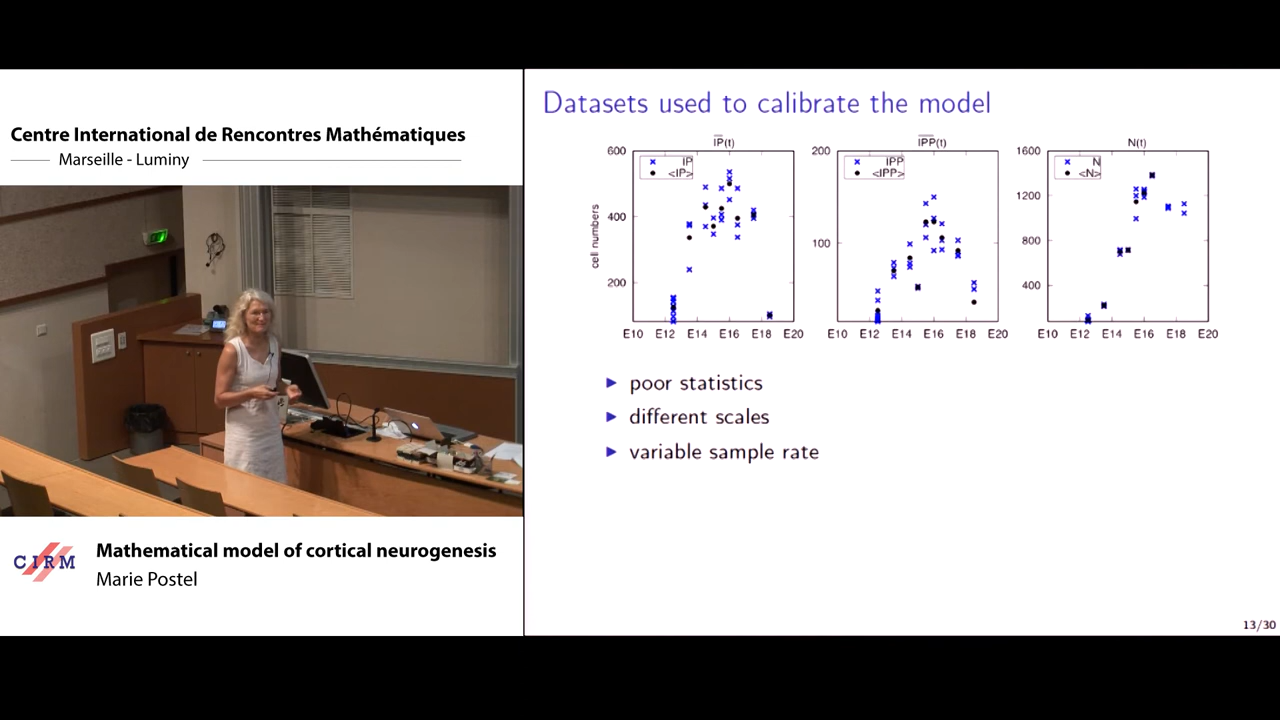 Centre International de Rencontres Mathématiques
Marseille - Luminy
CIRM
Mathematical model of cortical neurogenesis
Marie Postel
Datasets used to calibrate the model
IP(t)
600
400
200
cell numbers
IP
<IP>
E10 E12 E14 E16 E18 E20
IPP(t)
200
100
IPP
<IPP>
E10 E12 E14 E16 E18 E20
N(t)
1600
1200
800
400
N
<N>
E10 E12 E14 E16 E18 E20
▶ poor statistics
▶ different scales
▶ variable sample rate
13/30